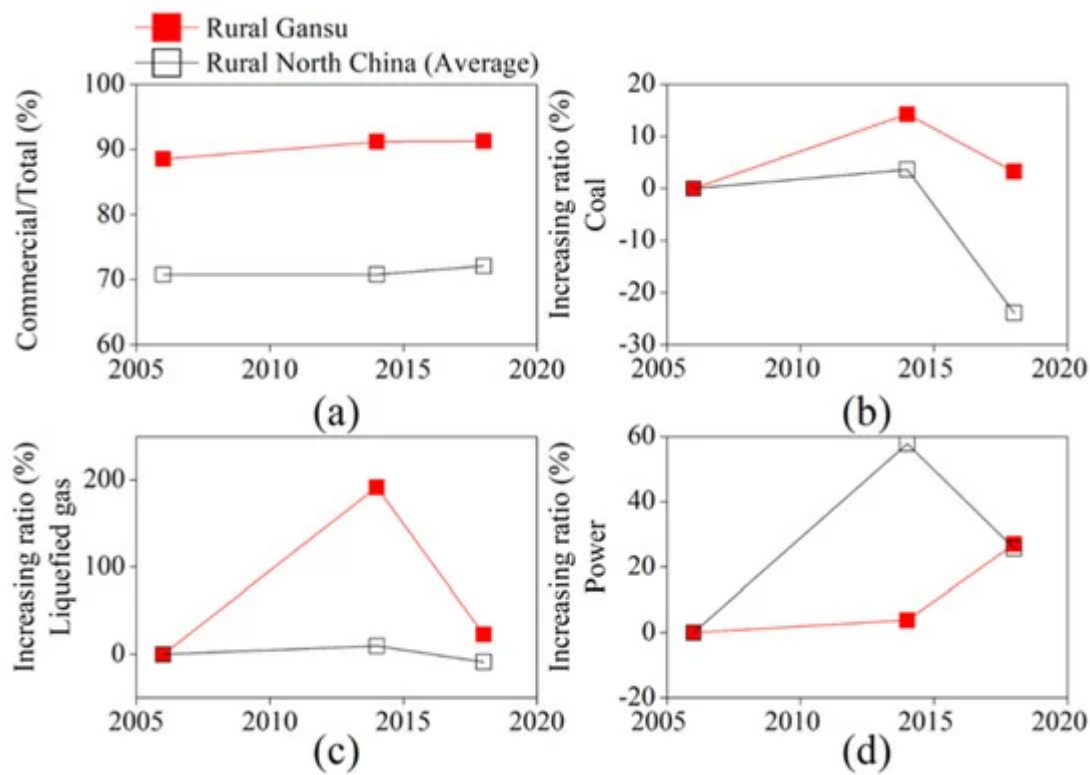 Rural Gansu
Rural North China (Average)
Commercial/Total (%)
100
90
80
70
60
2005 2010 2015 2020
(a)
Increasing ratio (%)
Coal
20
10
0
-10
-20
-30
2005 2010 2015 2020
(b)
Increasing ratio (%)
Liquefied gas
200
100
0
2005 2010 2015 2020
(c)
Increasing ratio (%)
Power
60
40
20
0
-20
2005 2010 2015 2020
(d)